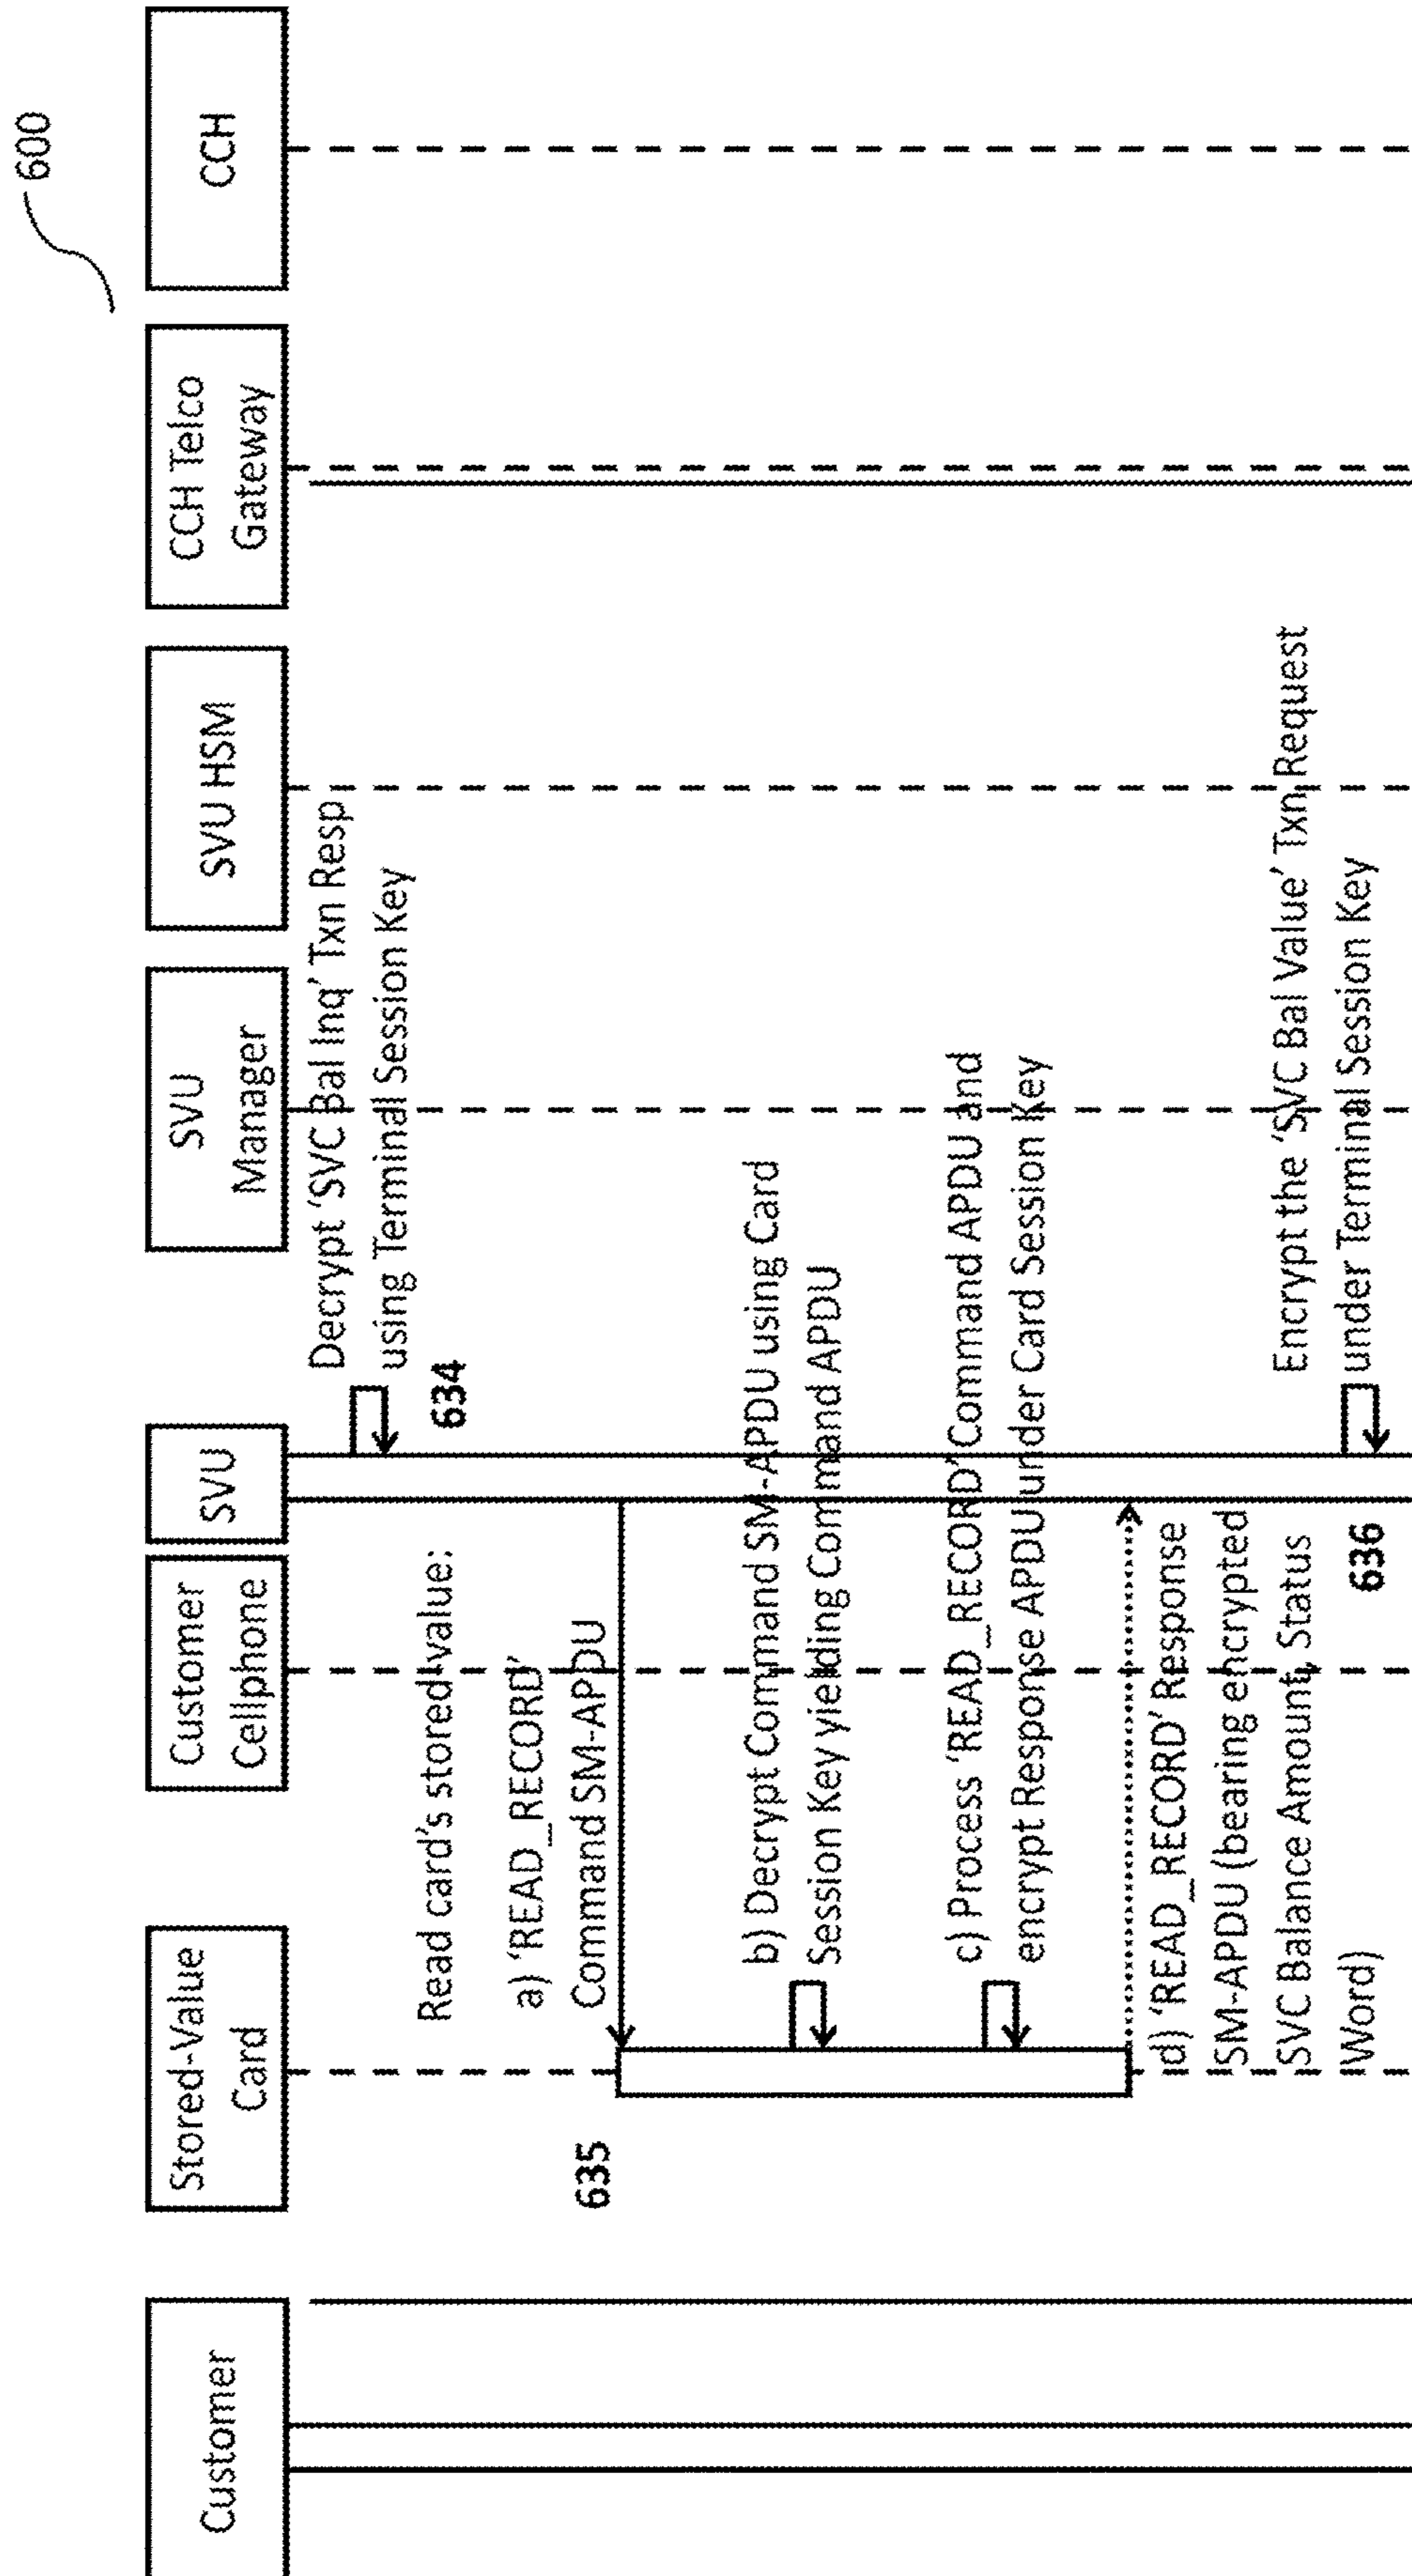 600
Customer
Stored-Value
Card
Customer
Cellphone
SVU
SVU
Manager
SVU HSM
CCH Telco
Gateway
CCH
Decrypt ‘SVC Bal Inq’ Txn Resp
using Terminal Session Key
634
Read card’s stored-value:
a) ‘READ_RECORD’
Command SM-APDU
635
b) Decrypt Command SM-APDU using Card
Session Key yielding Command APDU
c) Process ‘READ_RECORD’ Command APDU and
encrypt Response APDU under Card Session Key
d) ‘READ_RECORD’ Response
SM-APDU (bearing encrypted
SVC Balance Amount, Status
Word)
Encrypt the ‘SVC Bal Value’ Txn Request
under Terminal Session Key
636